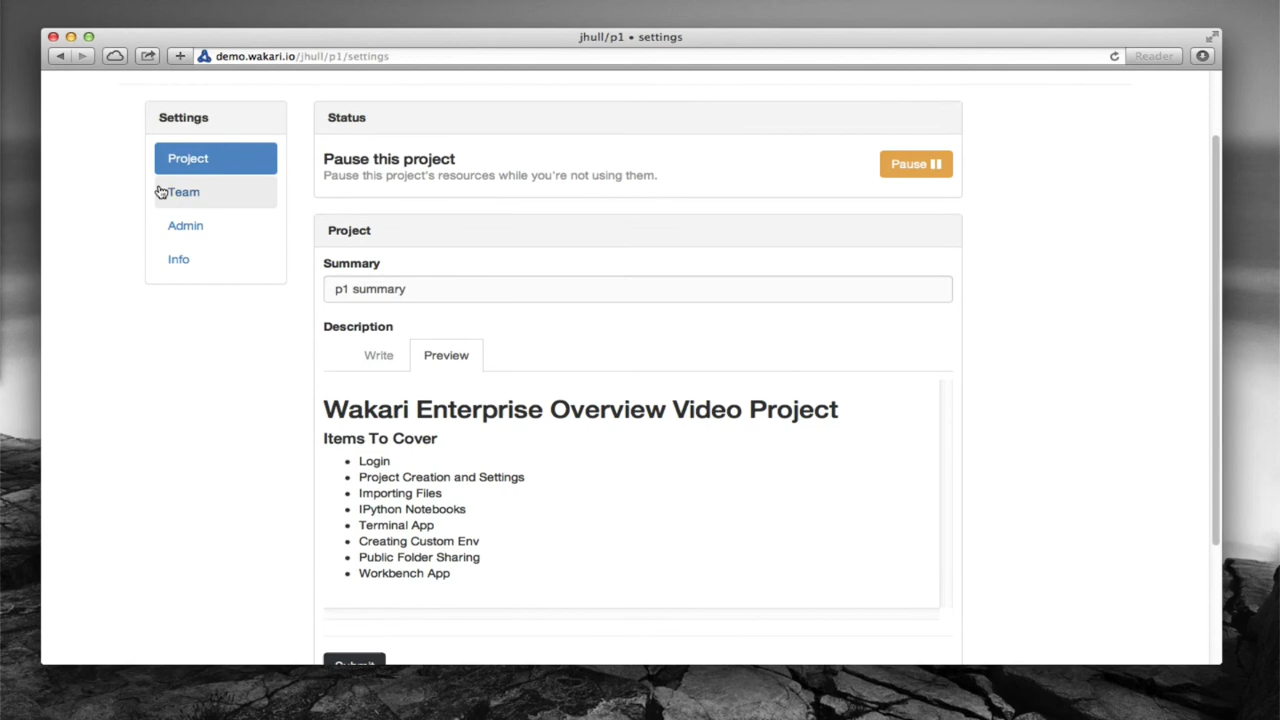 jhull/p1 • settings
demo.wakari.io/jhull/p1/settings
Reader
Settings
Project
Team
Admin
Info
Status
Pause this project
Pause this project's resources while you're not using them.
Pause
Project
Summary
p1 summary
Description
Write
Preview
Wakari Enterprise Overview Video Project
Items To Cover
• Login
• Project Creation and Settings
• Importing Files
• IPython Notebooks
• Terminal App
• Creating Custom Env
• Public Folder Sharing
• Workbench App
Submit